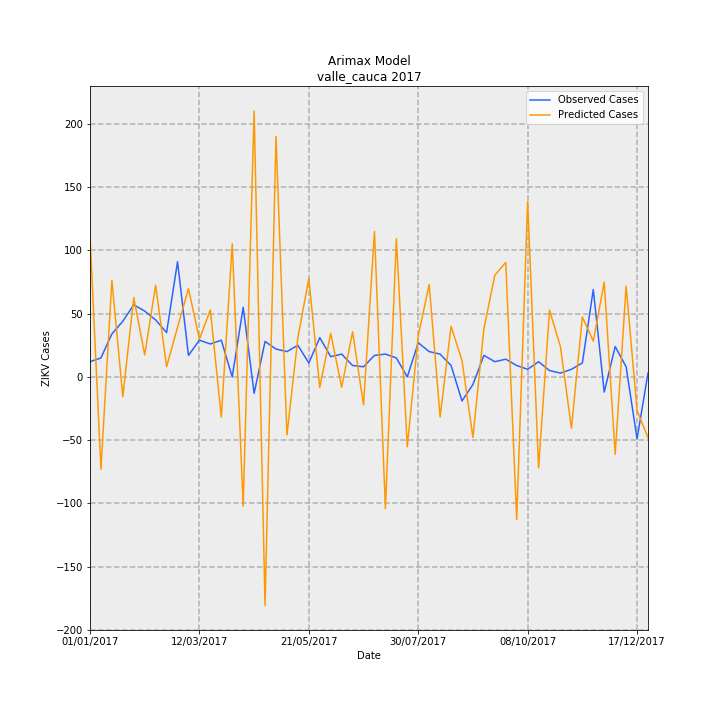 Arimax Model
valle_cauca 2017
Observed Cases
Predicted Cases
200
150
100
50
0
−50
−100
−150
−200
ZIKV Cases
01/01/2017 12/03/2017 21/05/2017 30/07/2017 08/10/2017 17/12/2017
Date